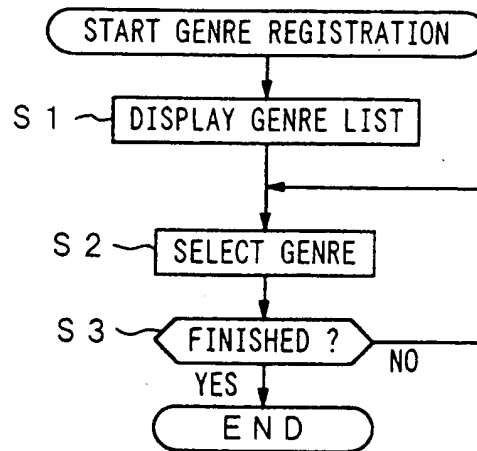 START GENRE REGISTRATION
S 1 DISPLAY GENRE LIST
S 2 SELECT GENRE
S 3 FINISHED ?
NO
YES
END